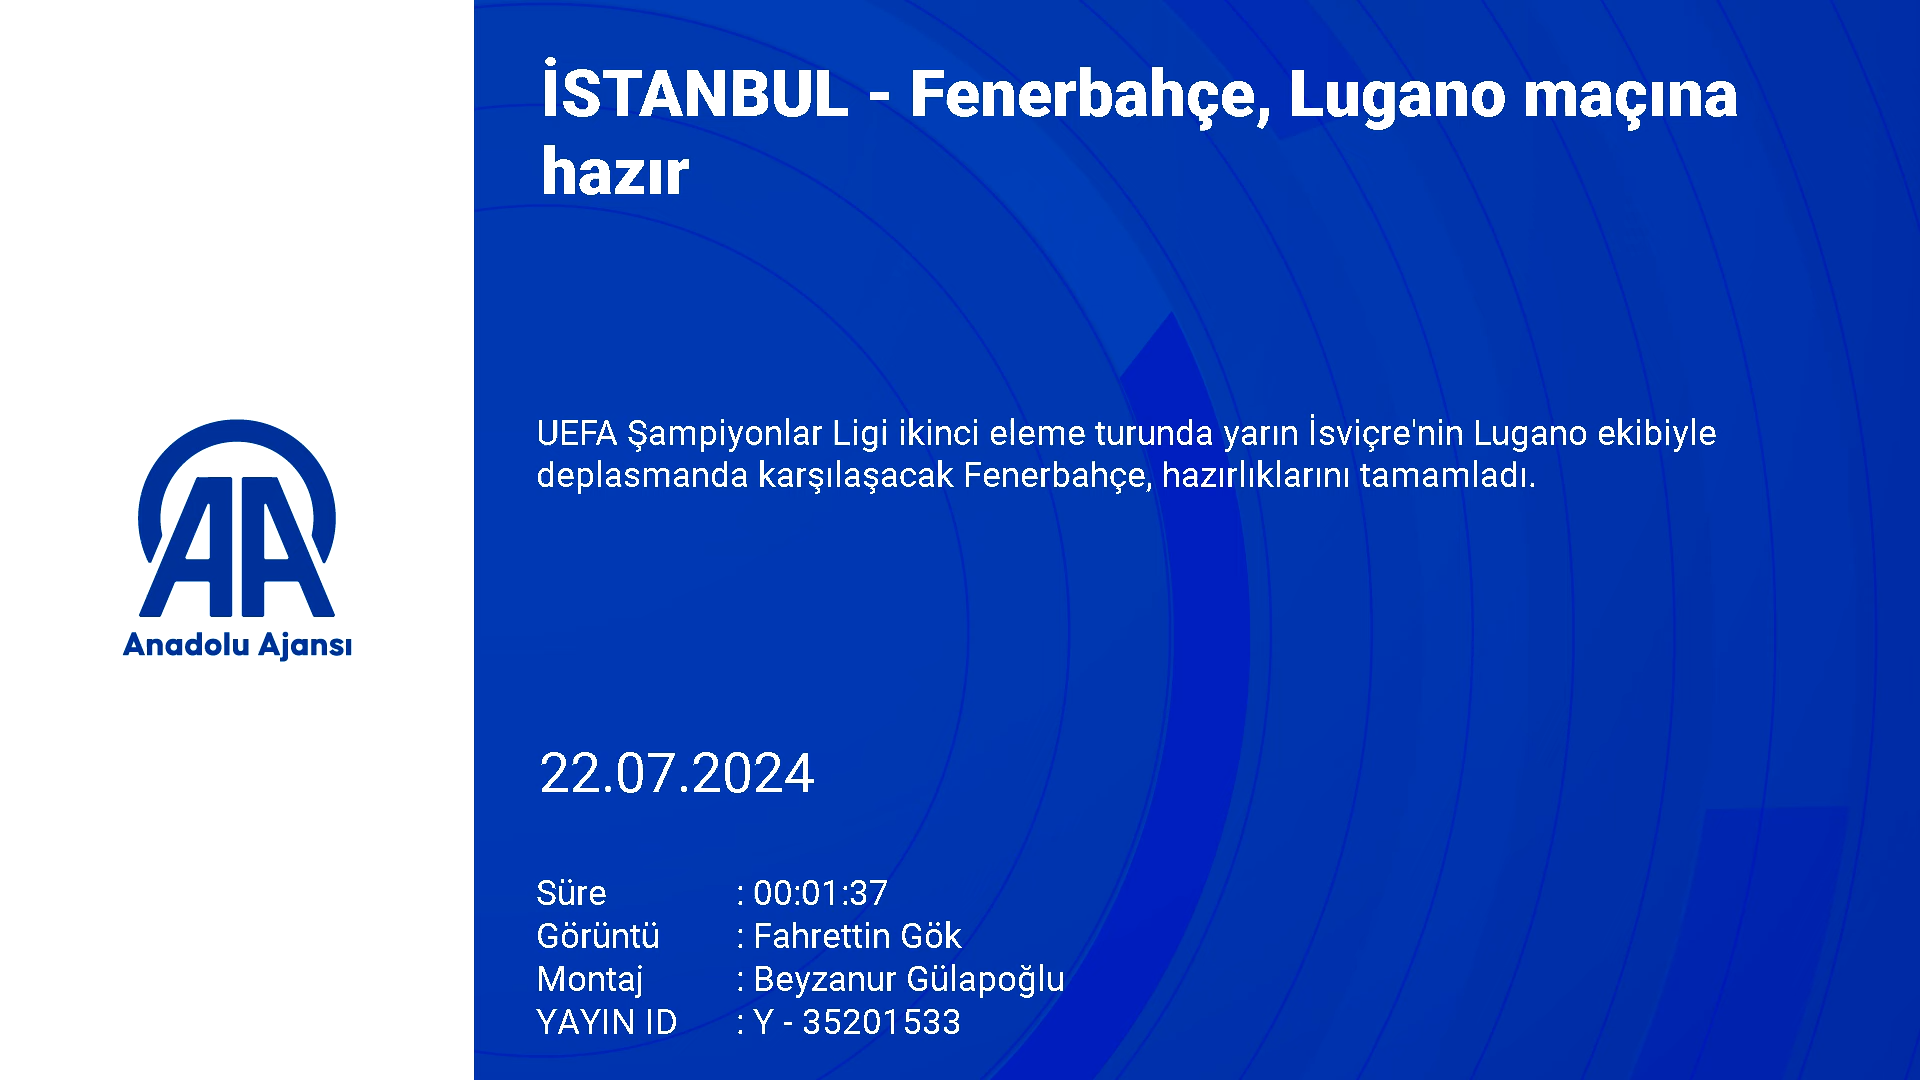 İSTANBUL - Fenerbahçe, Lugano maçına
hazır
UEFA Şampiyonlar Ligi ikinci eleme turunda yarın İsviçre'nin Lugano ekibiyle
deplasmanda karşılaşacak Fenerbahçe, hazırlıklarını tamamladı.
AA
Anadolu Ajansı
22.07.2024
Süre : 00:01:37
Görüntü : Fahrettin Gök
Montaj : Beyzanur Gülapoğlu
YAYIN ID : Y - 35201533